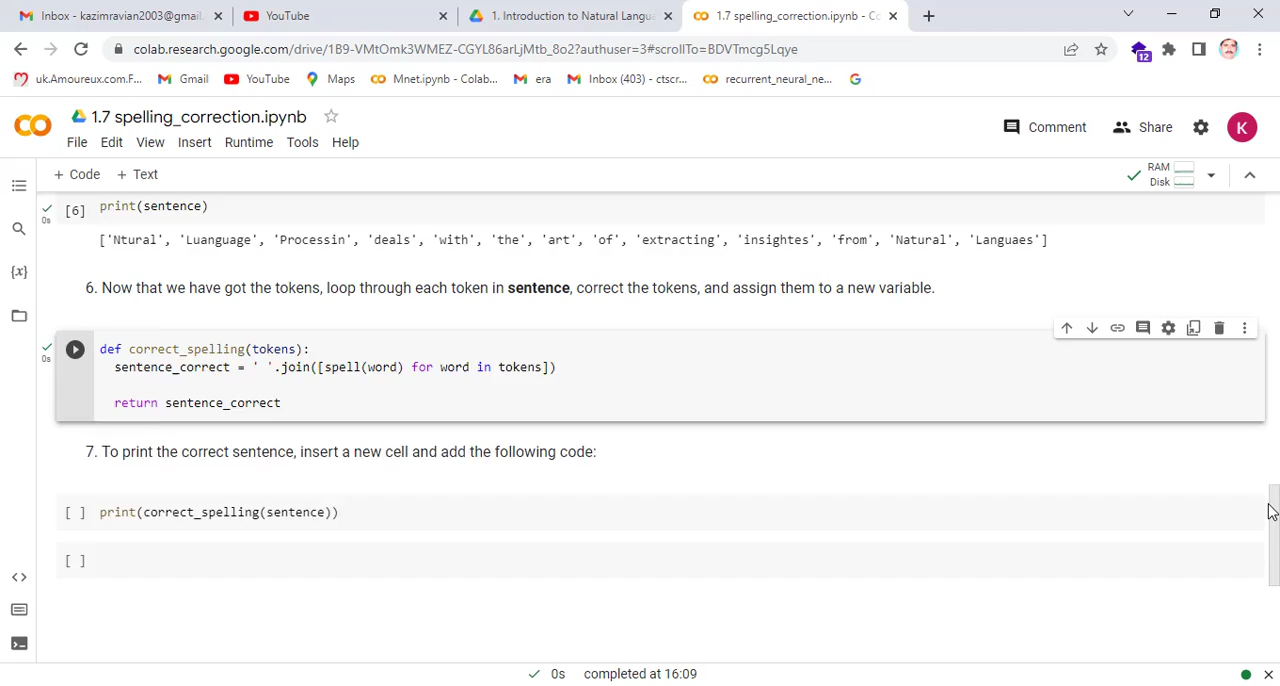 Inbox - kazimravian2003@gmail.
YouTube
1. Introduction to Natural Langua
1.7 spelling_correction.ipynb - Co
colab.research.google.com/drive/1B9-VMtOmk3WMEZ-CGYL86arLjMtb_8o2?authuser=3#scrollTo=BDVTmcg5Lqye
12
uk.Amoureux.com.F...
Gmail
YouTube
Maps
Mnet.ipynb - Colab...
era
Inbox (403) - ctscr...
recurrent_neural_ne...
1.7 spelling_correction.ipynb
Comment
Share
K
File Edit View Insert Runtime Tools Help
+ Code + Text
RAM
Disk
[6] print(sentence)
0s
['Ntural', 'Luanguage', 'Processin', 'deals', 'with', 'the', 'art', 'of', 'extracting', 'insightes', 'from', 'Natural', 'Languaes']
{x}
6. Now that we have got the tokens, loop through each token in sentence, correct the tokens, and assign them to a new variable.
def correct_spelling(tokens):
0s
sentence_correct = ' '.join([spell(word) for word in tokens])
return sentence_correct
7. To print the correct sentence, insert a new cell and add the following code:
[ ] print(correct_spelling(sentence))
[ ]
0s completed at 16:09